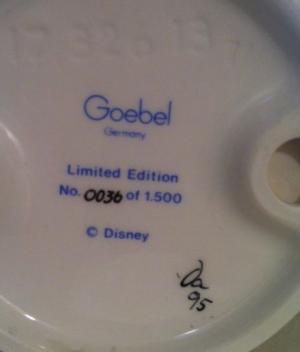 Goebel
Germany
Limited Edition
No. 0036 of 1.500
© Disney
95